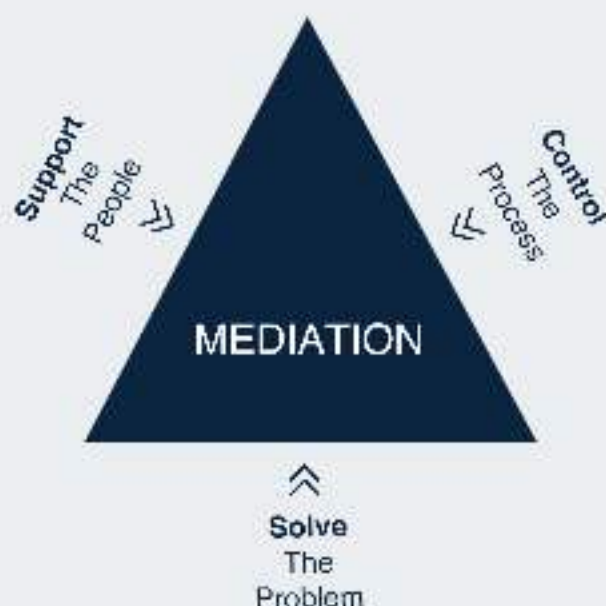 Support
The
People
Control
The
Process
MEDIATION
Solve
The
Problem